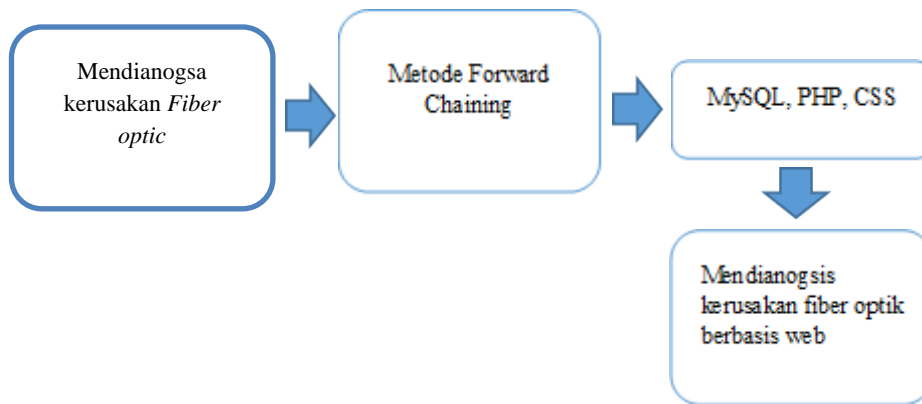 Mendianogsa
kerusakan Fiber
optic
Metode Forward
Chaining
MySQL, PHP, CSS
Mendianogsis
kerusakan fiber optik
berbasis web